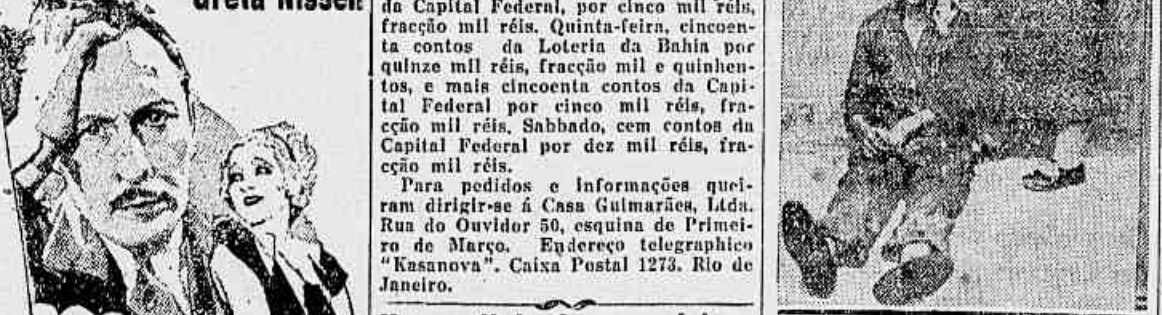 Greta Nissen
da Capital Federal, por cinco mil réis,
fracção mil réis. Quinta-feira, cincoen-
ta contos da Loteria da Bahia por
quinze mil réis, fracção mil e quinhen-
tos, e mais cincoenta contos da Capi-
tal Federal por cinco mil réis, fra-
cção mil réis. Sabbado, cem contos da
Capital Federal por dez mil réis, fra-
cção mil réis.
Para pedidos e informações quei-
ram dirigir-se á Casa Guimarães, Ltda.
Rua do Ouvidor 50, esquina de Primei-
ro de Março. Endereço telegraphico
"Kasanova". Caixa Postal 1273. Rio de
Janeiro.